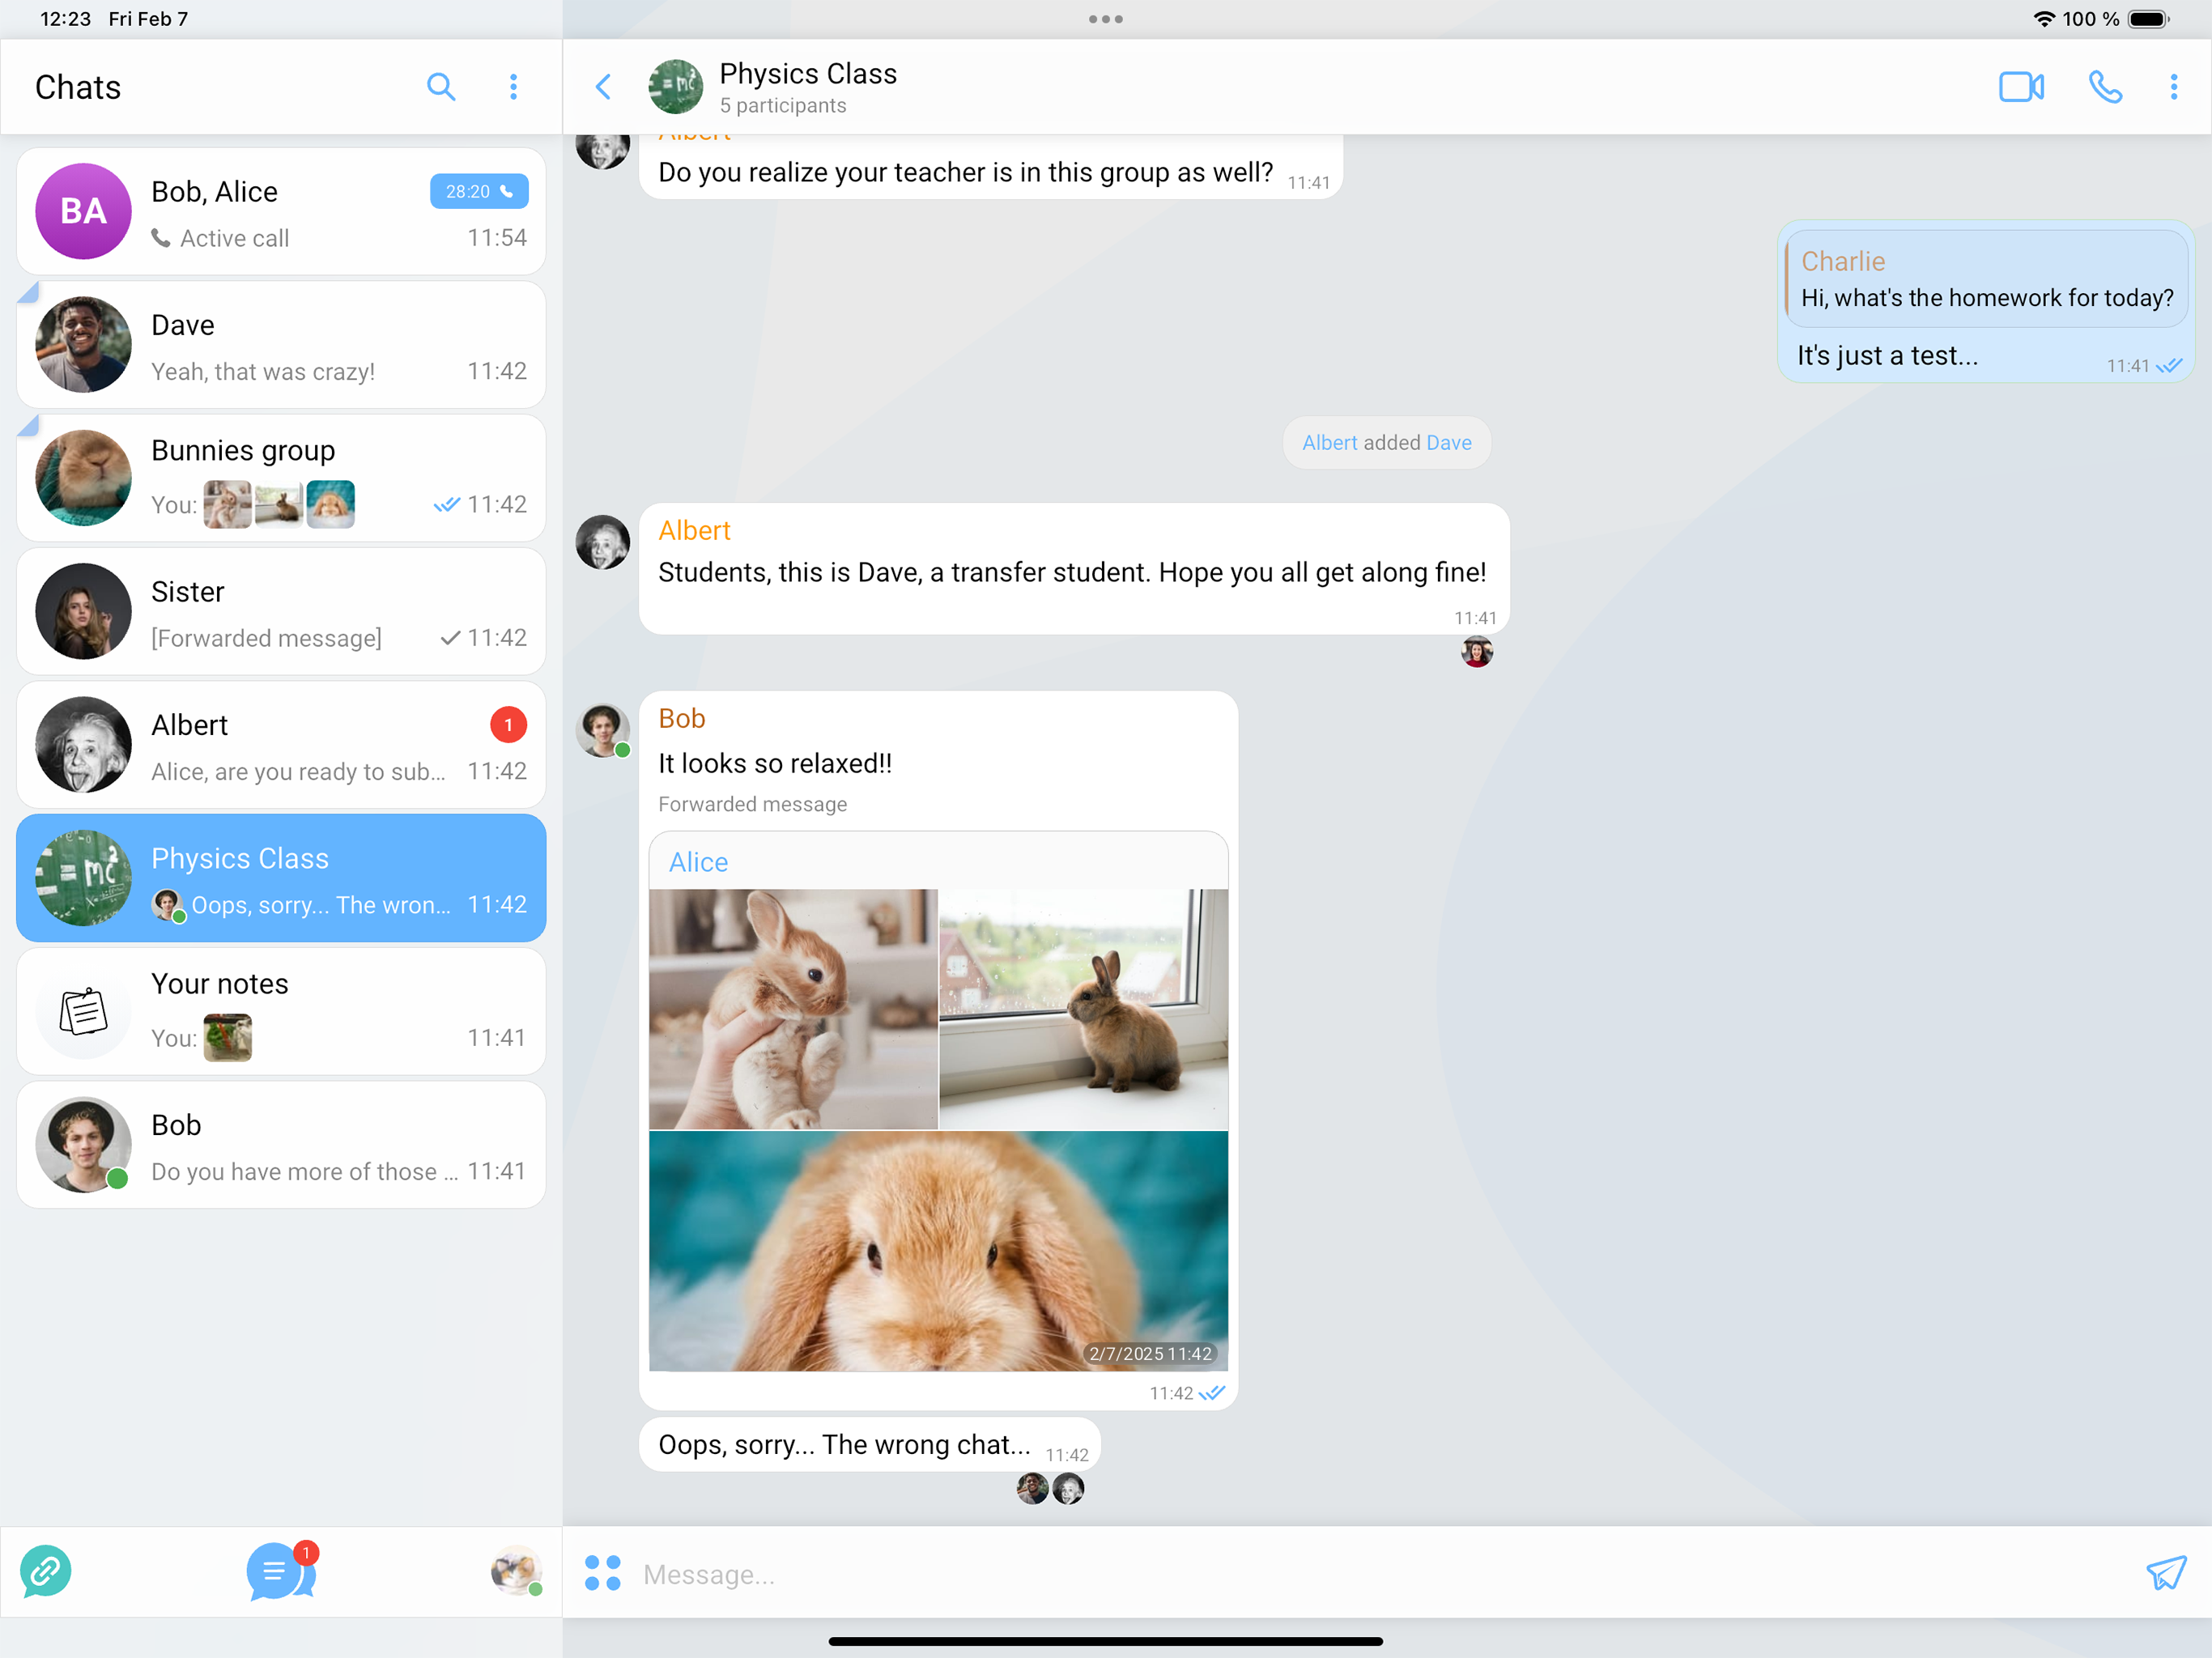 12:23 Fri Feb 7
100 %
Chats
BA
Bob, Alice
28:20
Active call
11:54
Dave
Yeah, that was crazy!
11:42
Bunnies group
You:
11:42
Sister
[Forwarded message]
11:42
Albert
1
Alice, are you ready to sub...
11:42
= mc²
Physics Class
Oops, sorry... The wron...
11:42
Your notes
You:
11:41
Bob
Do you have more of those ...
11:41
1
= mc
Physics Class
5 participants
Albert
Do you realize your teacher is in this group as well?
11:41
Charlie
Hi, what's the homework for today?
It's just a test...
11:41
Albert added Dave
Albert
Students, this is Dave, a transfer student. Hope you all get along fine!
11:41
Bob
It looks so relaxed!!
Forwarded message
Alice
2/7/2025 11:42
11:42
Oops, sorry... The wrong chat...
11:42
Message...